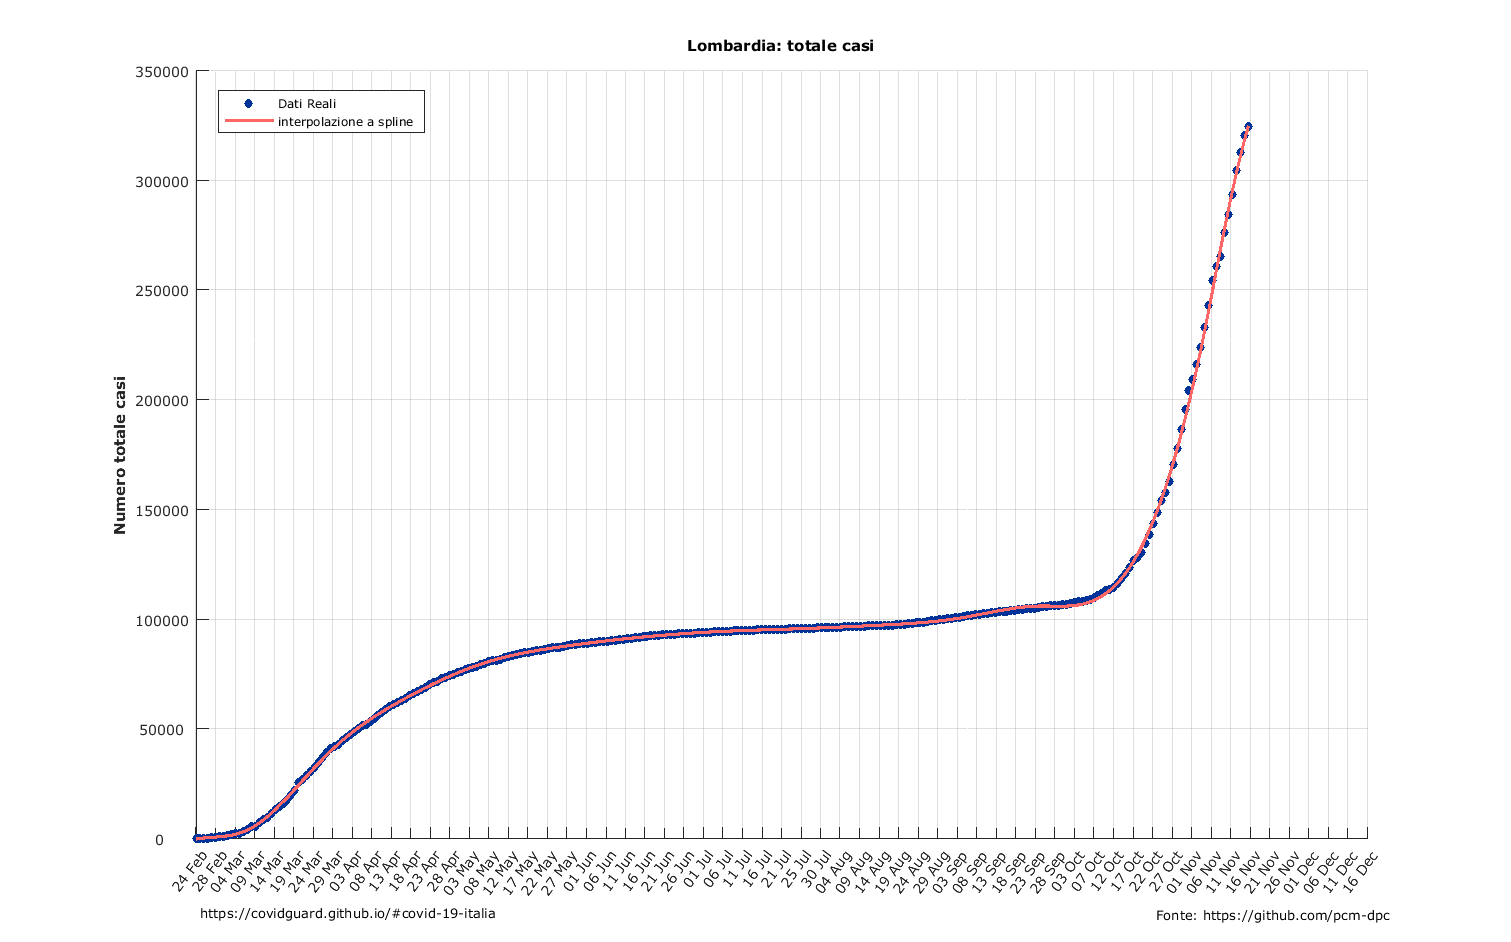 Lombardia: totale casi
350000
300000
250000
200000
150000
100000
50000
0
Numero totale casi
Dati Reali
interpolazione a spline
24 Feb
28 Feb
04 Mar
09 Mar
14 Mar
19 Mar
24 Mar
29 Mar
03 Apr
08 Apr
13 Apr
18 Apr
23 Apr
28 Apr
03 May
08 May
12 May
17 May
22 May
27 May
01 Jun
06 Jun
11 Jun
16 Jun
21 Jun
26 Jun
01 Jul
06 Jul
11 Jul
16 Jul
21 Jul
25 Jul
30 Jul
04 Aug
09 Aug
14 Aug
19 Aug
24 Aug
29 Aug
03 Sep
08 Sep
13 Sep
18 Sep
23 Sep
28 Sep
03 Oct
07 Oct
12 Oct
17 Oct
22 Oct
27 Oct
01 Nov
06 Nov
11 Nov
16 Nov
21 Nov
26 Nov
01 Dec
06 Dec
11 Dec
16 Dec
https://covidguard.github.io/#covid-19-italia
Fonte: https://github.com/pcm-dpc